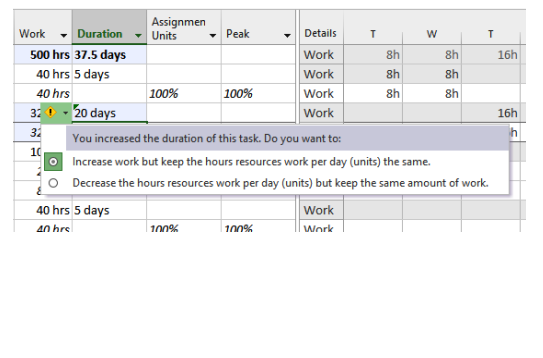 Work Duration Assignmen Units Peak Details T W T
500 hrs 37.5 days Work 8h 8h 16h
40 hrs 5 days Work 8h 8h
40 hrs 100% 100% Work 8h 8h
32 20 days Work 16h
32 h
You increased the duration of this task. Do you want to:
10 Increase work but keep the hours resources work per day (units) the same.
Decrease the hours resources work per day (units) but keep the same amount of work.
40 hrs 5 days Work
40 hrs 100% 100% Work